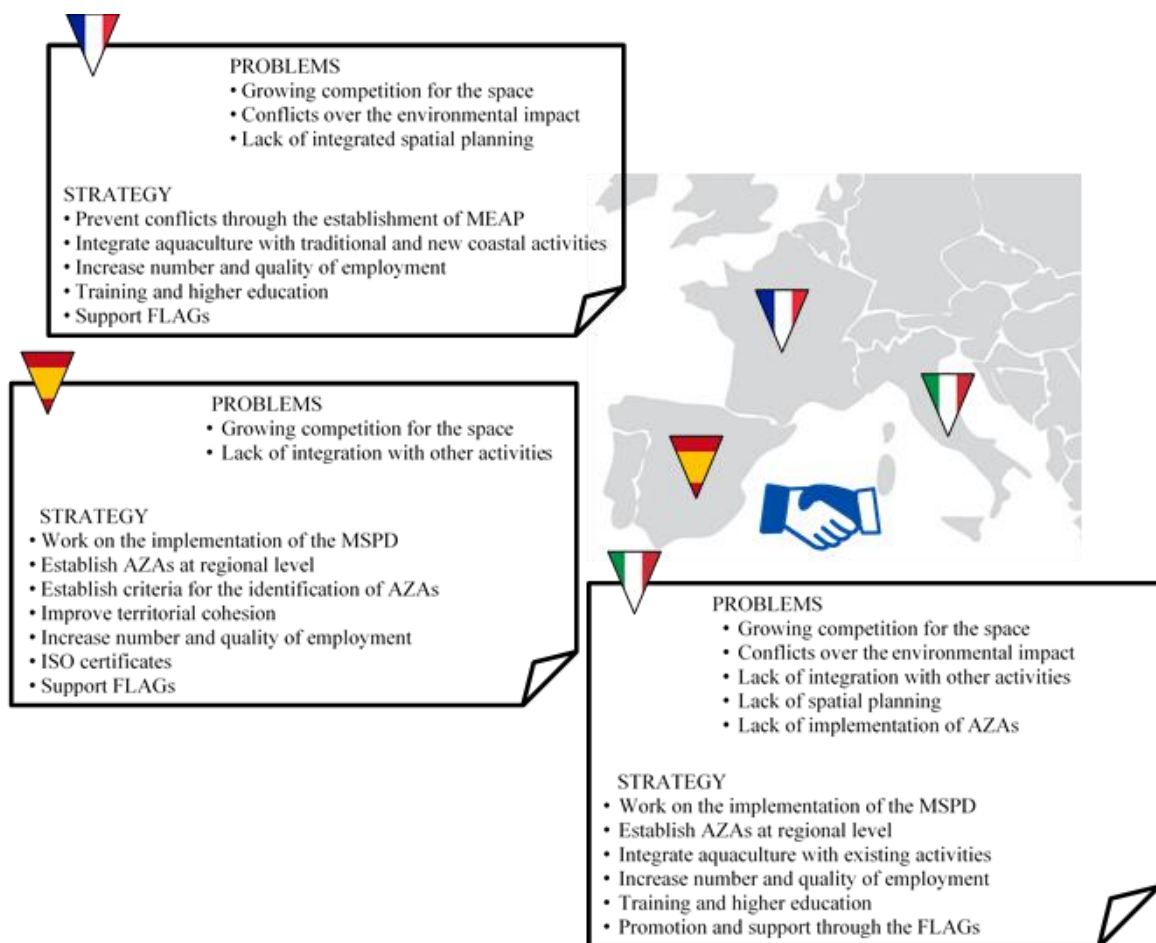 PROBLEMS
• Growing competition for the space
• Conflicts over the environmental impact
• Lack of integrated spatial planning
STRATEGY
• Prevent conflicts through the establishment of MEAP
• Integrate aquaculture with traditional and new coastal activities
• Increase number and quality of employment
• Training and higher education
• Support FLAGs
PROBLEMS
• Growing competition for the space
• Lack of integration with other activities
STRATEGY
• Work on the implementation of the MSPD
• Establish AZAs at regional level
• Establish criteria for the identification of AZAs
• Improve territorial cohesion
• Increase number and quality of employment
• ISO certificates
• Support FLAGs
PROBLEMS
• Growing competition for the space
• Conflicts over the environmental impact
• Lack of integration with other activities
• Lack of spatial planning
• Lack of implementation of AZAs
STRATEGY
• Work on the implementation of the MSPD
• Establish AZAs at regional level
• Integrate aquaculture with existing activities
• Increase number and quality of employment
• Training and higher education
• Promotion and support through the FLAGs